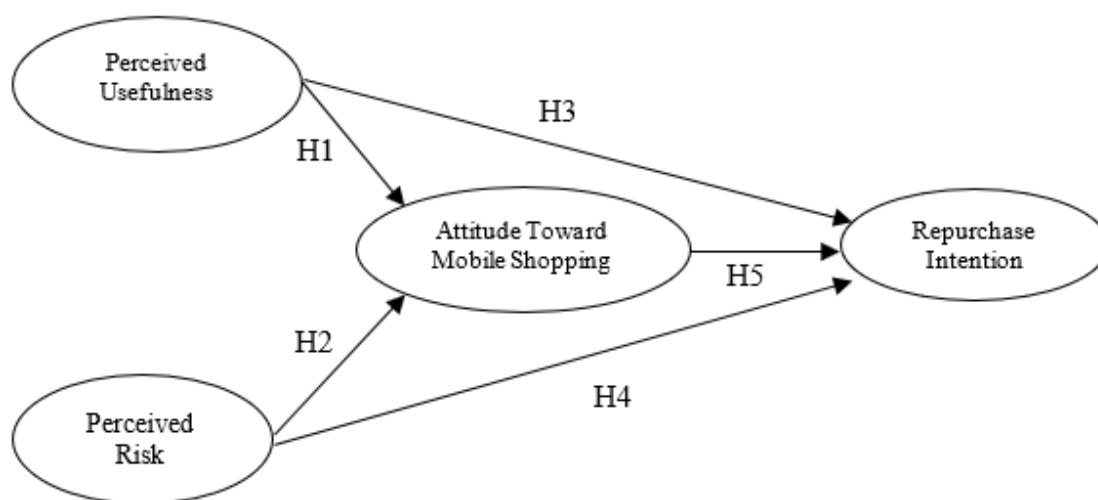 Perceived
Usefulness
H3
H1
Attitude Toward
Mobile Shopping
Repurchase
Intention
H5
H2
H4
Perceived
Risk